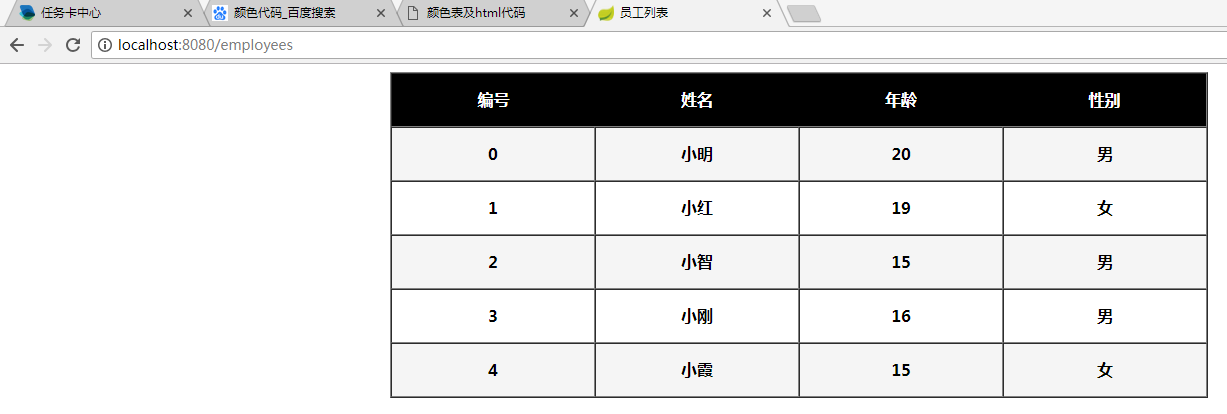 任务卡中心 颜色代码_百度搜索 颜色表及html代码 员工列表
localhost:8080/employees
编号 姓名 年龄 性别
0 小明 20 男
1 小红 19 女
2 小智 15 男
3 小刚 16 男
4 小霞 15 女